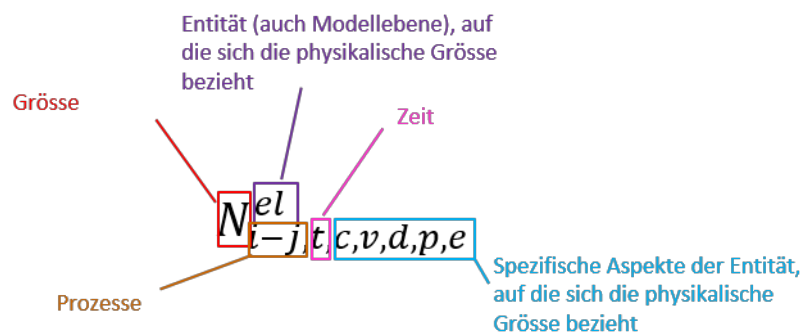 Entität (auch Modellebene), auf
die sich die physikalische Grösse
bezieht
Grösse
Zeit
N
el
i−j,t,c,v,d,p,e
Prozesse
Spezifische Aspekte der Entität,
auf die sich die physikalische
Grösse bezieht